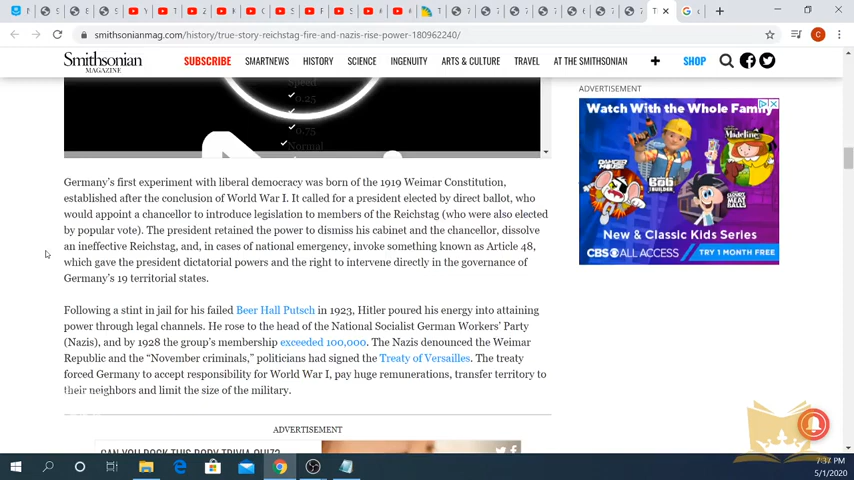 smithsonianmag.com/history/true-story-reichstag-fire-and-nazis-rise-power-180962240/
Smithsonian
MAGAZINE
SUBSCRIBE SMARTNEWS HISTORY SCIENCE INGENUITY ARTS & CULTURE TRAVEL AT THE SMITHSONIAN SHOP
Speed
0.25
0.75
Normal
ADVERTISEMENT
Watch With the Whole Family
DANGER MOUSE
BOB
BUILDER
Madeline
New & Classic Kids Series
CBS ALL ACCESS TRY 1 MONTH FREE
Germany's first experiment with liberal democracy was born of the 1919 Weimar Constitution,
established after the conclusion of World War I. It called for a president elected by direct ballot, who
would appoint a chancellor to introduce legislation to members of the Reichstag (who were also elected
by popular vote). The president retained the power to dismiss his cabinet and the chancellor, dissolve
an ineffective Reichstag, and, in cases of national emergency, invoke something known as Article 48,
which gave the president dictatorial powers and the right to intervene directly in the governance of
Germany's 19 territorial states.
Following a stint in jail for his failed Beer Hall Putsch in 1923, Hitler poured his energy into attaining
power through legal channels. He rose to the head of the National Socialist German Workers' Party
(Nazis), and by 1928 the group's membership exceeded 100,000. The Nazis denounced the Weimar
Republic and the "November criminals," politicians had signed the Treaty of Versailles. The treaty
forced Germany to accept responsibility for World War I, pay huge remunerations, transfer territory to
their neighbors and limit the size of the military.
ADVERTISEMENT
CAN YOU ROCK THIS BODY TRIVIA QUIZ?
7:37 PM
5/1/2020